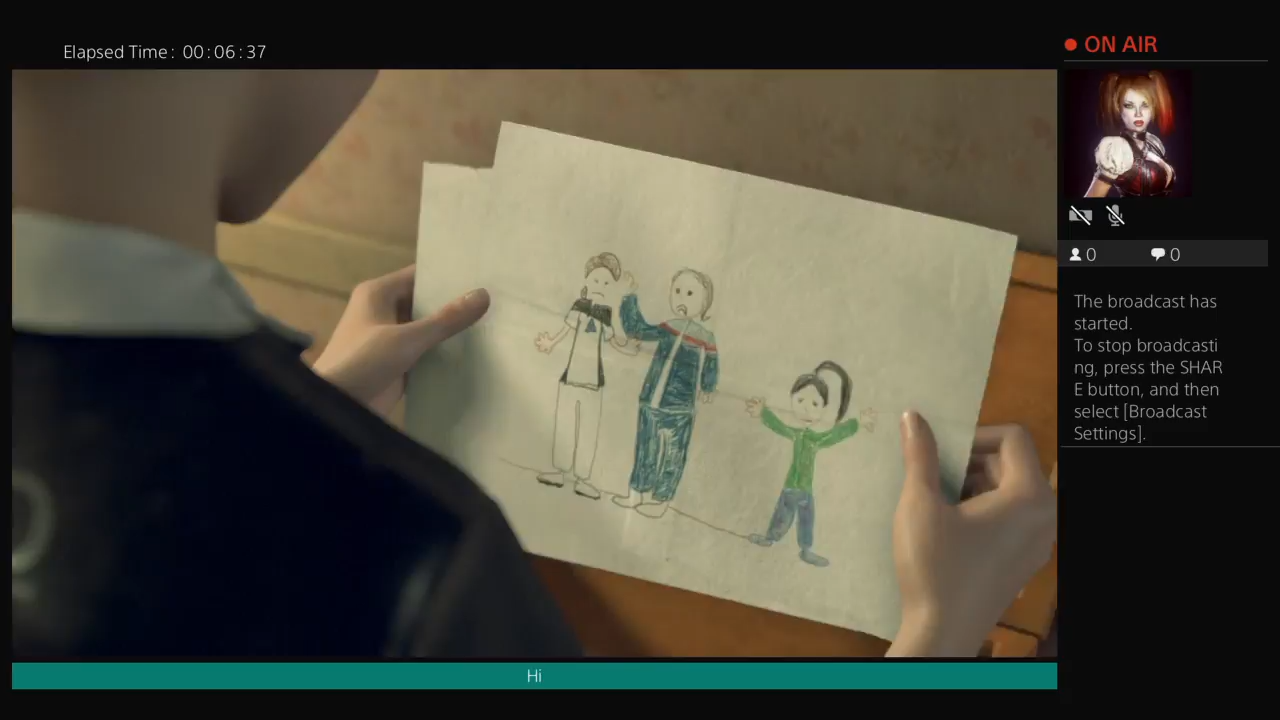 Elapsed Time: 00:06:37
ON AIR
0
0
The broadcast has
started.
To stop broadcasti
ng, press the SHAR
E button, and then
select [Broadcast
Settings].
Hi